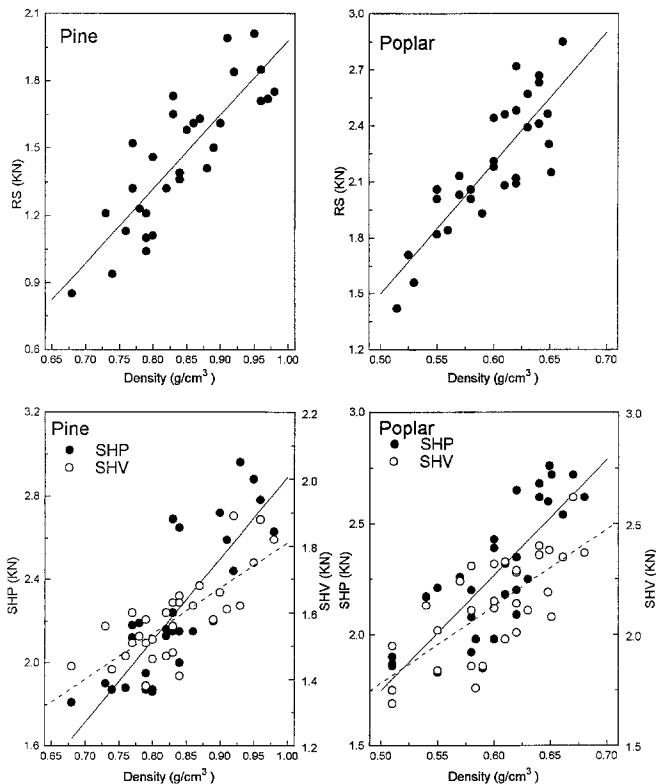 Pine
RS (KN)
2.1
1.8
1.5
1.2
0.9
0.6
0.65 0.70 0.75 0.80 0.85 0.90 0.95 1.00
Density (g/cm³)
Poplar
RS (KN)
3.0
2.7
2.4
2.1
1.8
1.5
1.2
0.50 0.55 0.60 0.65 0.70
Density (g/cm³)
Pine
SHP
SHV
SHP (KN)
3.2
2.8
2.4
2.0
1.6
2.2
2.0
1.8
1.6
1.4
1.2
SHV (KN)
0.65 0.70 0.75 0.80 0.85 0.90 0.95 1.00
Density (g/cm³)
Poplar
SHP
SHV
SHP (KN)
3.0
2.5
2.0
1.5
3.0
2.5
2.0
1.5
SHV (KN)
0.50 0.55 0.60 0.65 0.70
Density (g/cm³)